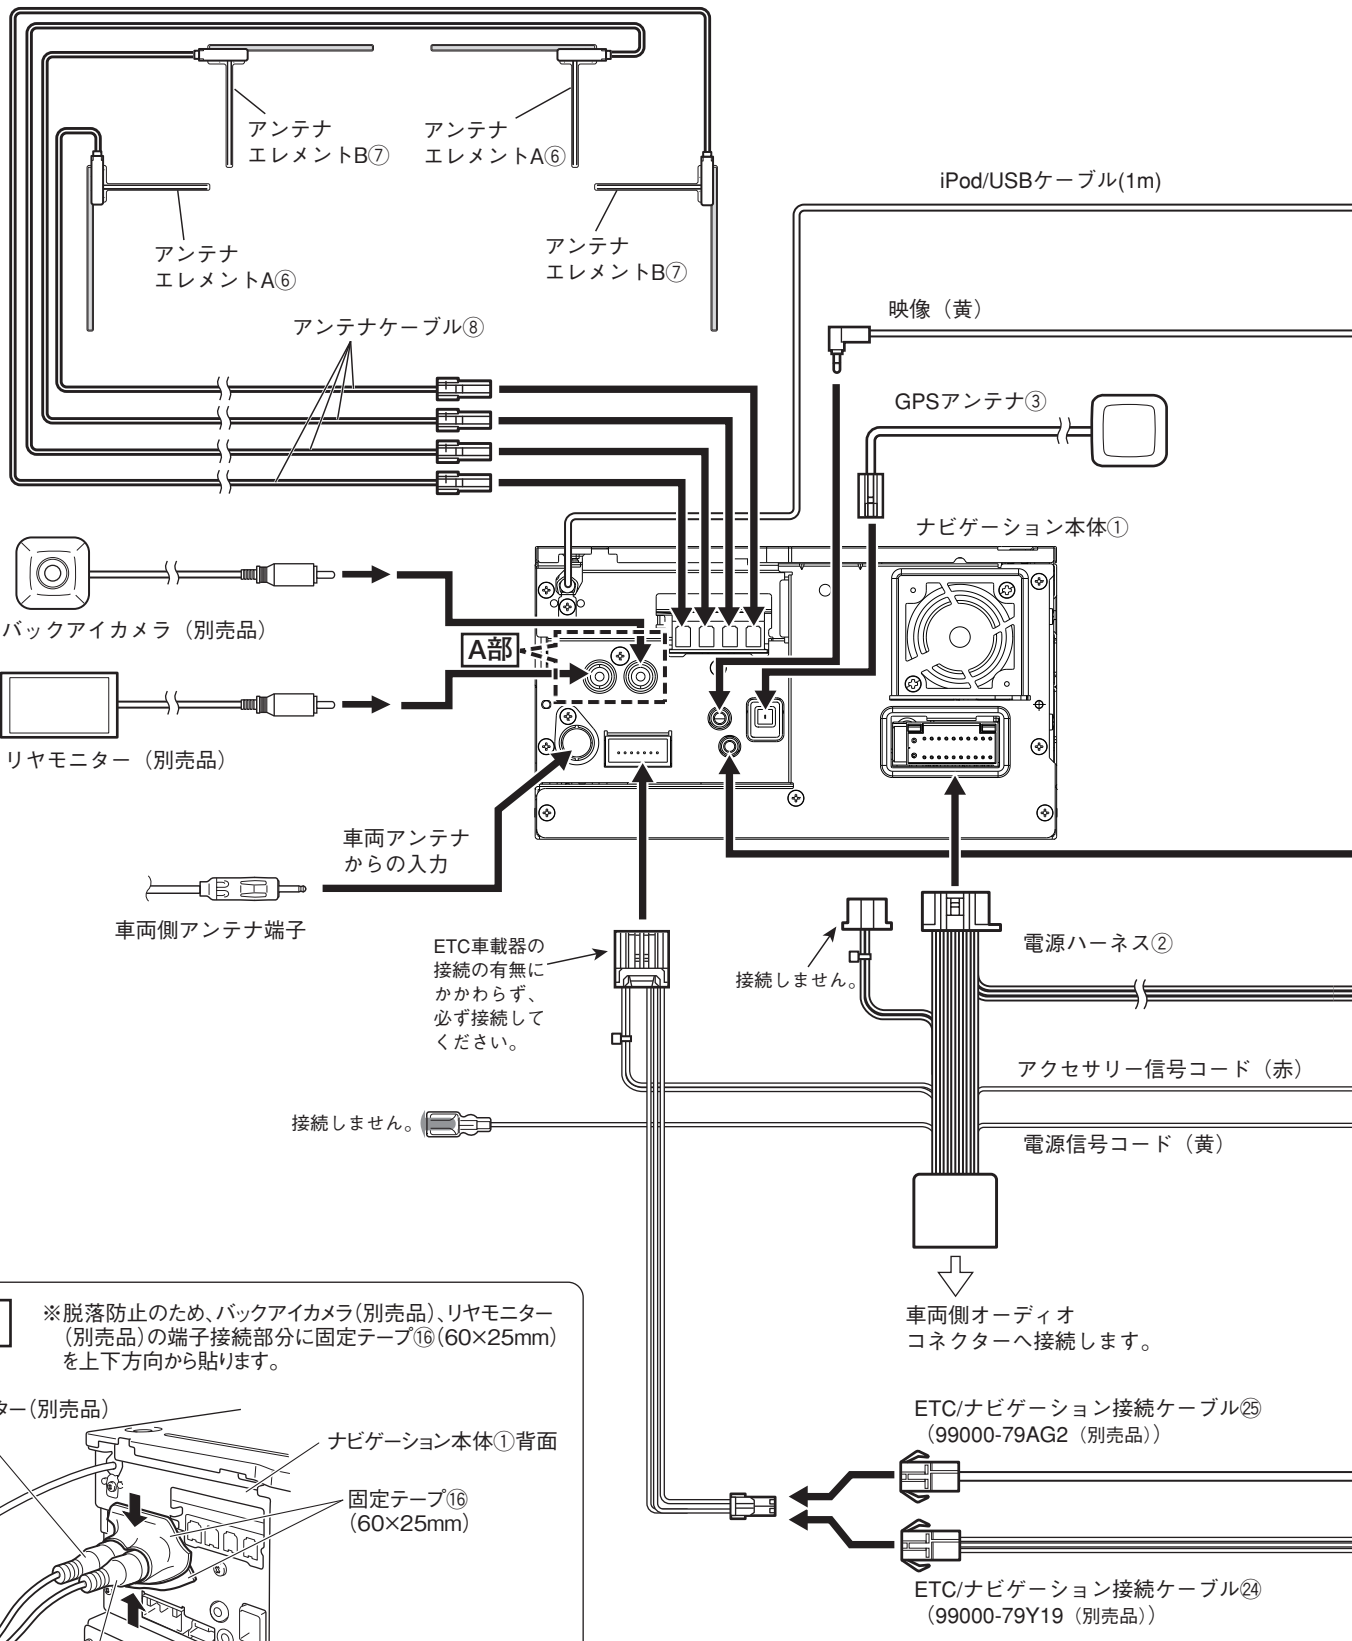 アンテナ
エレメントB⑦
アンテナ
エレメントA⑥
アンテナ
エレメントA⑥
アンテナ
エレメントB⑦
アンテナケーブル⑧
iPod/USBケーブル(1m)
映像（黄）
GPSアンテナ③
ナビゲーション本体①
バックアイカメラ（別売品）
A部
リヤモニター（別売品）
車両アンテナ
からの入力
車両側アンテナ端子
ETC車載器の
接続の有無に
かかわらず、
必ず接続して
ください。
接続しません。
電源ハーネス②
アクセサリー信号コード（赤）
接続しません。
電源信号コード（黄）
車両側オーディオ
コネクターへ接続します。
※脱落防止のため、バックアイカメラ（別売品）、リヤモニター
（別売品）の端子接続部分に固定テープ⑯（60×25mm）
を上下方向から貼ります。
ター（別売品）
ナビゲーション本体①背面
固定テープ⑯
（60×25mm）
ETC/ナビゲーション接続ケーブル㉕
（99000-79AG2（別売品））
ETC/ナビゲーション接続ケーブル㉔
（99000-79Y19（別売品））